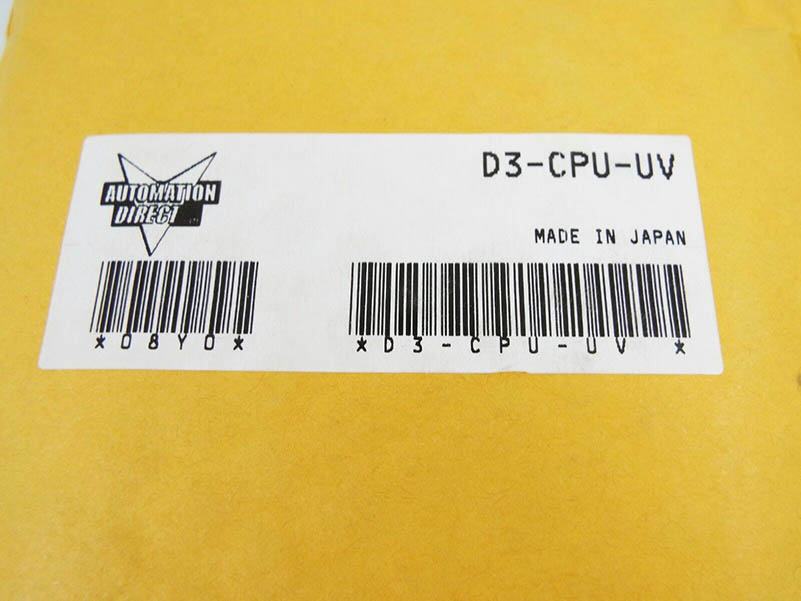 AUTOMATION
DIRECT
D3-CPU-UV
MADE IN JAPAN
*08Y0*
*D3-CPU-UV *